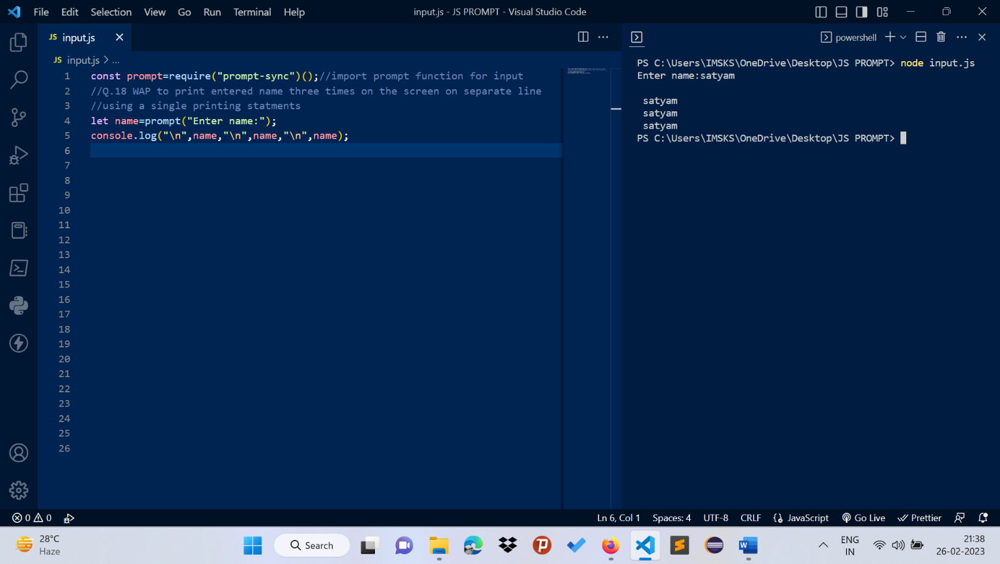 File Edit Selection View Go Run Terminal Help
input.js - JS PROMPT - Visual Studio Code
JS input.js
powershell
JS input.js > ...
1 const prompt=require("prompt-sync")();//import prompt function for input
2 //Q.18 WAP to print entered name three times on the screen on separate line
3 //using a single printing statments
4 let name=prompt("Enter name:");
5 console.log("\n",name,"\n",name,"\n",name);
6
7
8
9
10
11
12
13
14
15
16
17
18
19
20
21
22
23
24
25
26
PS C:\Users\IMSKS\OneDrive\Desktop\JS PROMPT> node input.js
Enter name:satyam
satyam
satyam
satyam
PS C:\Users\IMSKS\OneDrive\Desktop\JS PROMPT>
0 0
Ln 6, Col 1 Spaces: 4 UTF-8 CRLF JavaScript Go Live Prettier
28°C
Haze
Search
ENG
IN
21:38
26-02-2023